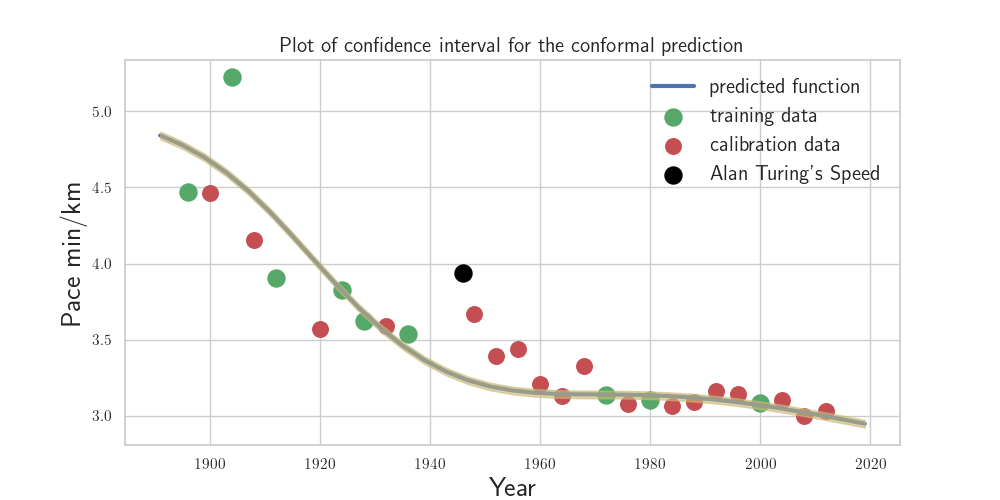 Plot of confidence interval for the conformal prediction
predicted function
training data
calibration data
Alan Turing's Speed
Pace min/km
5.0
4.5
4.0
3.5
3.0
1900 1920 1940 1960 1980 2000 2020
Year